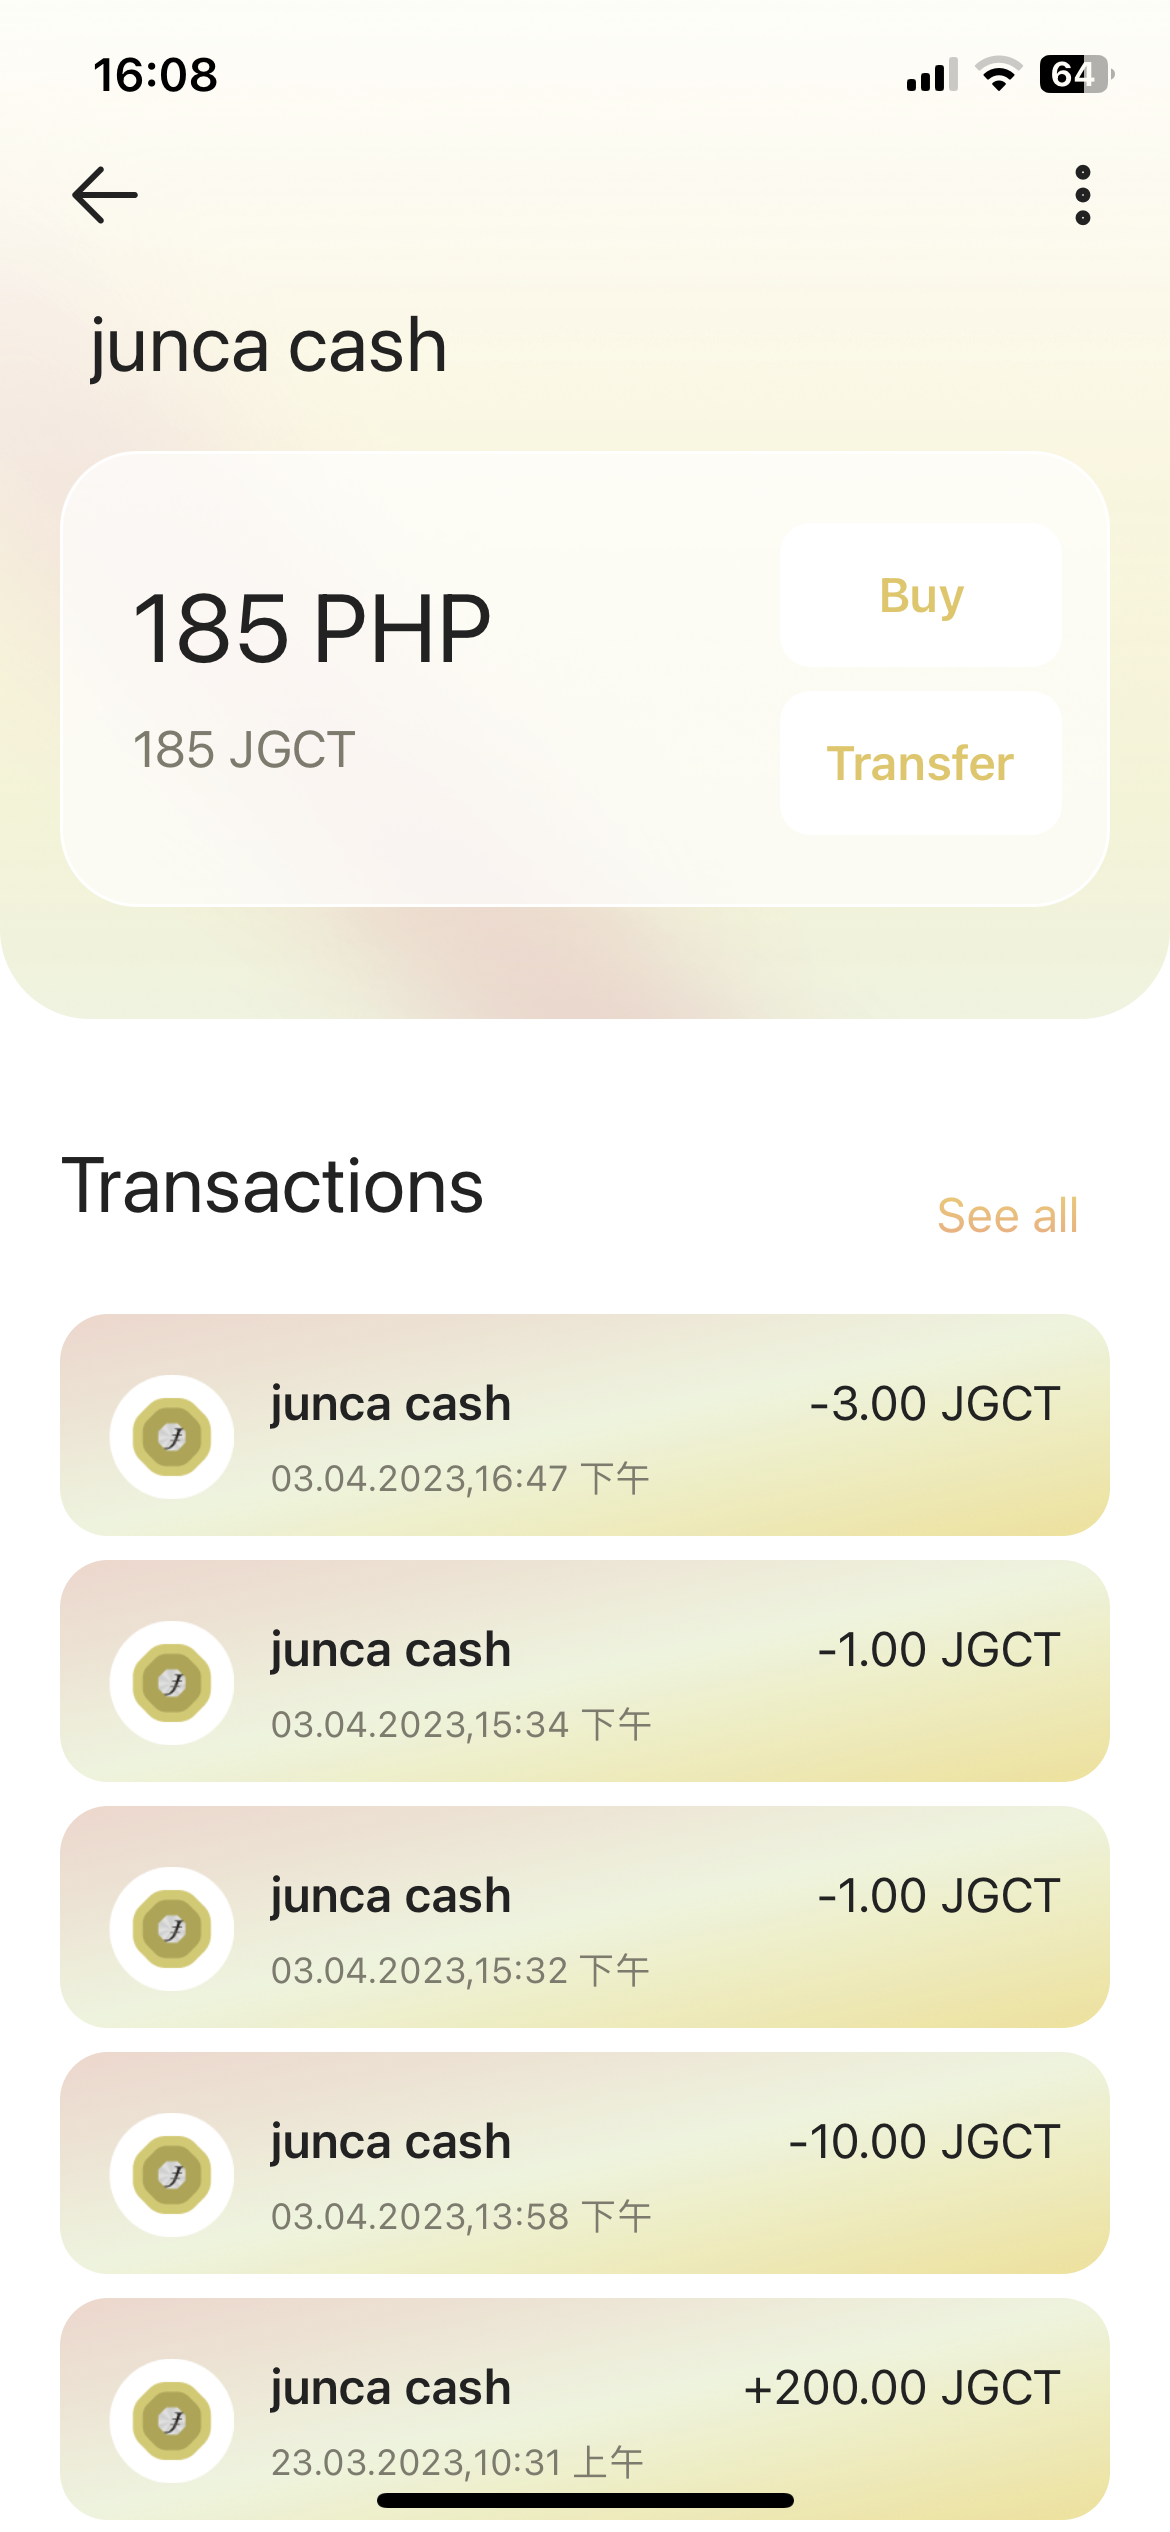 16:08
64
junca cash
185 PHP
185 JGCT
Buy
Transfer
Transactions
See all
junca cash
-3.00 JGCT
03.04.2023,16:47 下午
junca cash
-1.00 JGCT
03.04.2023,15:34 下午
junca cash
-1.00 JGCT
03.04.2023,15:32 下午
junca cash
-10.00 JGCT
03.04.2023,13:58 下午
junca cash
+200.00 JGCT
23.03.2023,10:31 上午